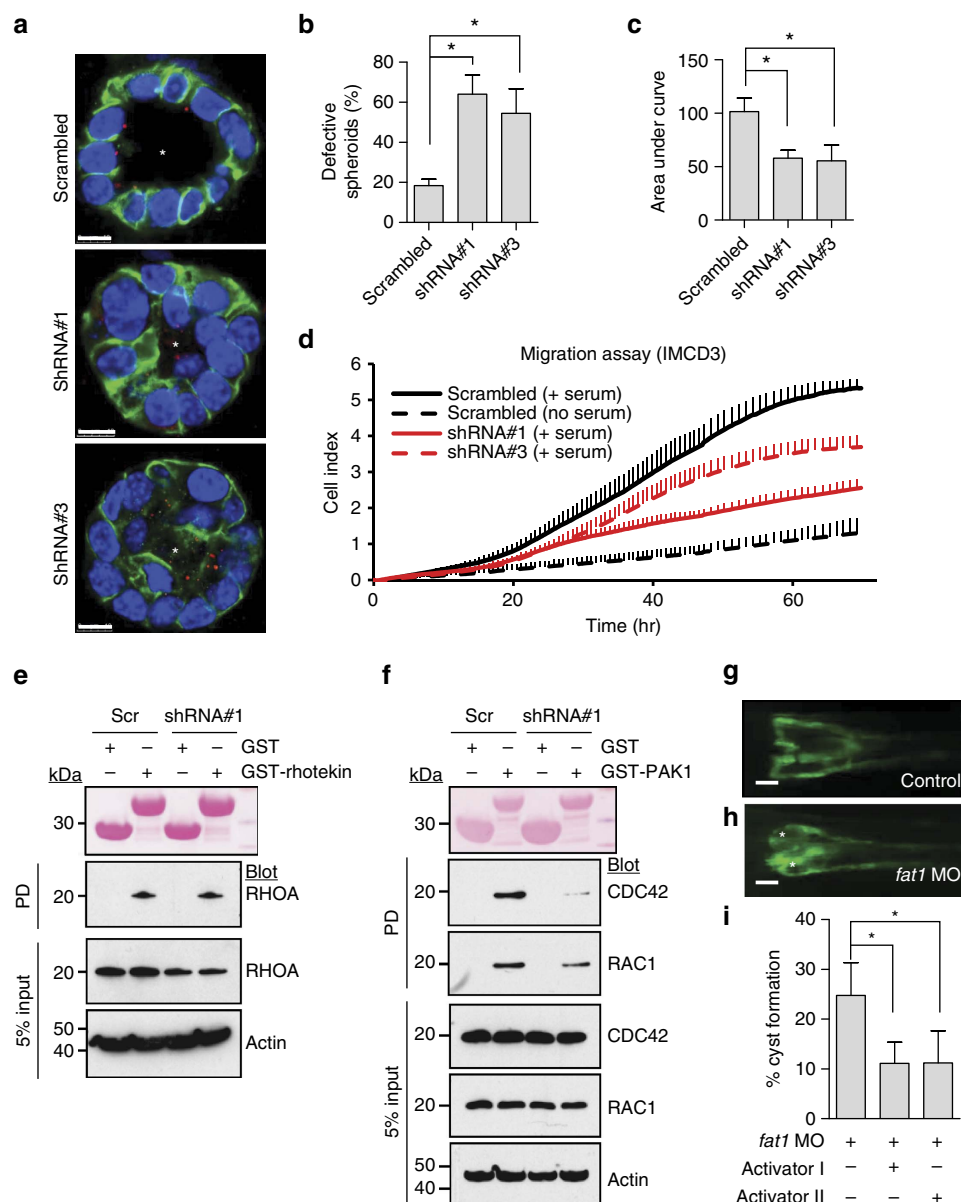 a
Scrambled
*
ShRNA#1
*
ShRNA#3
*
b
Defective
spheroids (%)
80
60
40
20
0
*
*
Scrambled
shRNA#1
shRNA#3
c
Area under curve
150
100
50
0
*
*
Scrambled
shRNA#1
shRNA#3
d
Migration assay (IMCD3)
Cell index
6
5
4
3
2
1
0
Scrambled (+ serum)
Scrambled (no serum)
shRNA#1 (+ serum)
shRNA#3 (+ serum)
0 20 40 60
Time (hr)
e
Scr shRNA#1
+ – + – GST
– + – + GST-rhotekin
kDa
30
Blot
PD
20 RHOA
5% input
20 RHOA
50
40
Actin
f
Scr shRNA#1
+ – + – GST
– + – + GST-PAK1
kDa
30
Blot
PD
20 CDC42
RAC1
20
5% input
20 CDC42
20 RAC1
50
40
Actin
g
Control
h
*
*
fat1 MO
i
% cyst formation
40
30
20
10
0
*
*
fat1 MO + + +
Activator I – + –
Activator II – – +